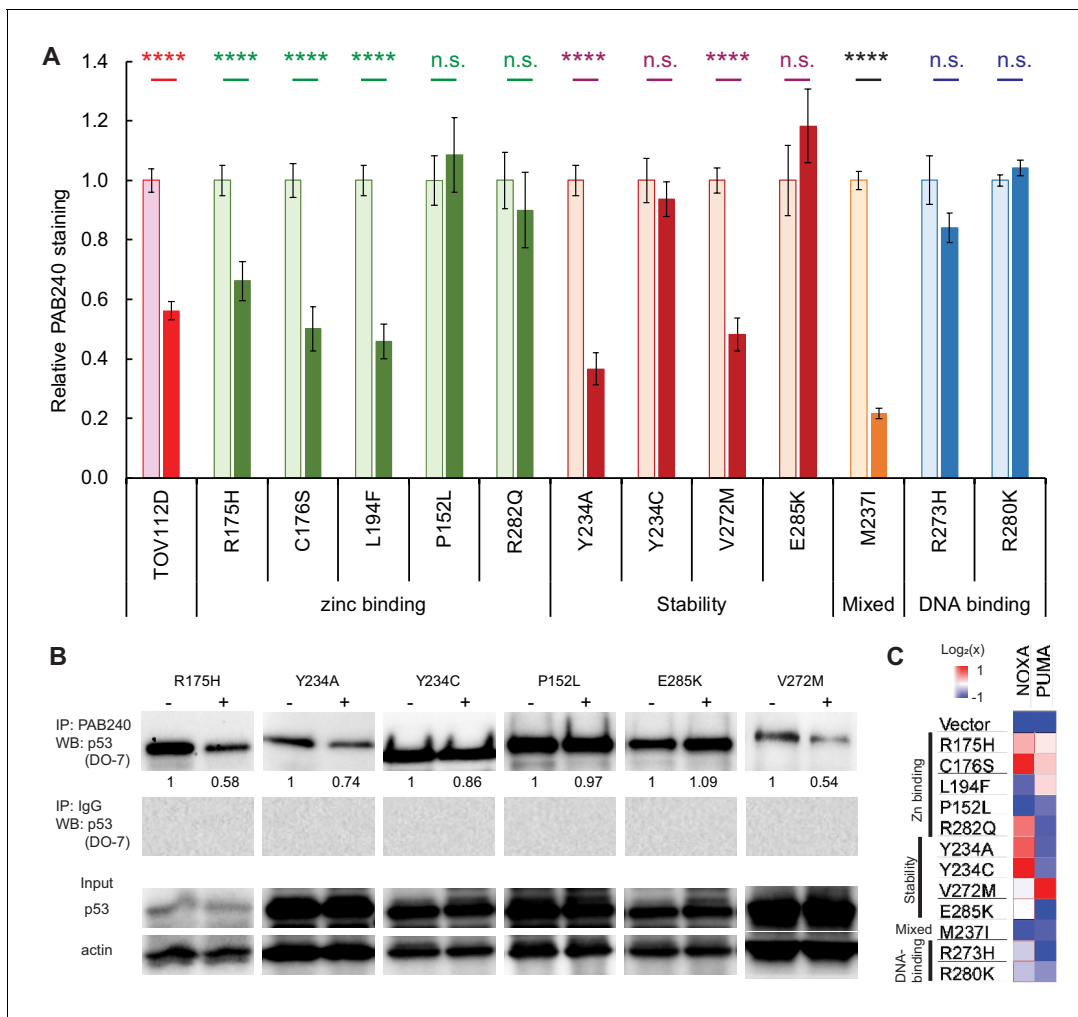 A
**** **** **** **** n.s. n.s. **** n.s. **** n.s. **** n.s. n.s.
1.4
1.2
1.0
0.8
0.6
0.4
0.2
0.0
Relative PAB240 staining
TOV112D R175H C176S L194F P152L R282Q Y234A Y234C V272M E285K M237I R273H R280K
zinc binding Stability Mixed DNA binding
B
R175H Y234A Y234C P152L E285K V272M
- + - + - + - + - + - +
IP: PAB240
WB: p53
(DO-7)
1 0.58 1 0.74 1 0.86 1 0.97 1 1.09 1 0.54
IP: IgG
WB: p53
(DO-7)
Input
p53
actin
C
Log₂(x)
1
-1
NOXA PUMA
Vector
R175H
C176S
L194F
P152L
R282Q
Y234A
Y234C
V272M
E285K
M237I
R273H
R280K
Zn binding
Stability
Mixed
DNA-
binding